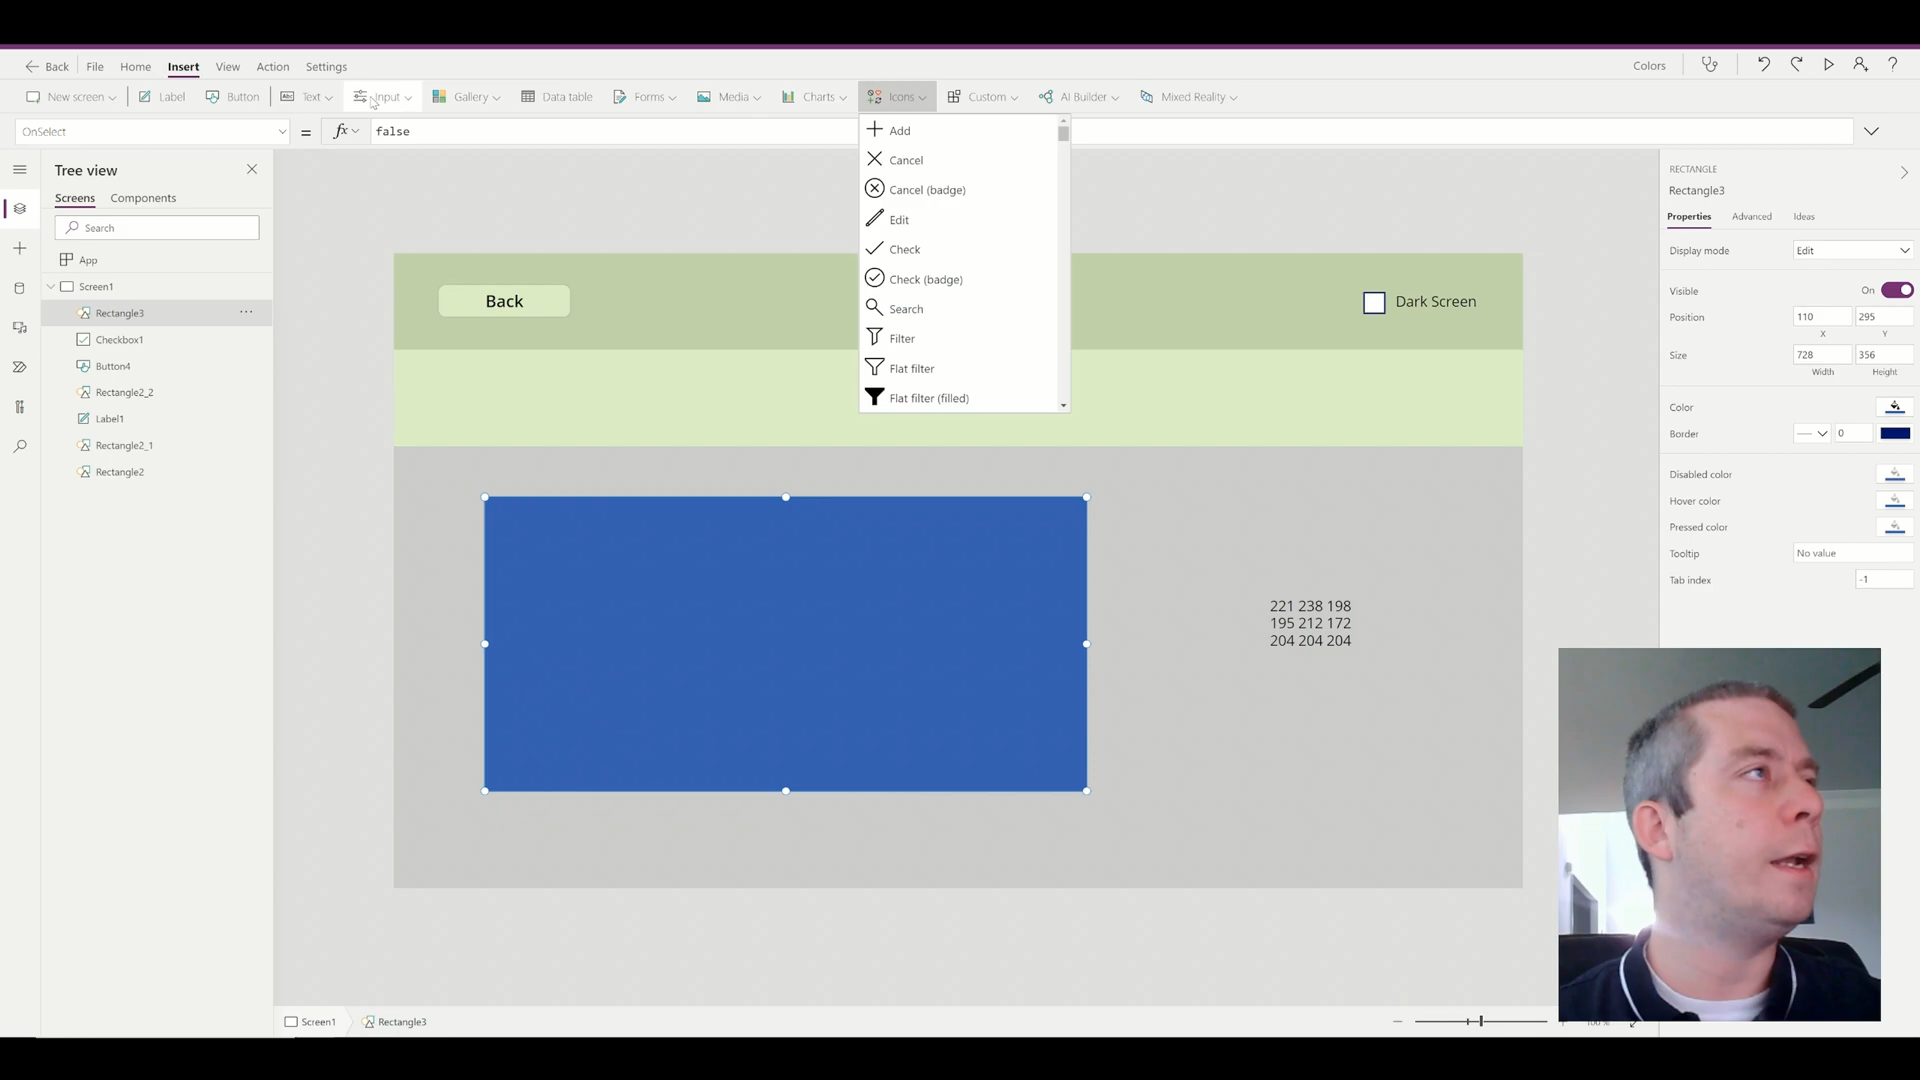 Back File Home Insert View Action Settings Colors
New screen Label Button Text Input Gallery Data table Forms Media Charts Icons Custom AI Builder Mixed Reality
OnSelect = fx false
Tree view
Screens Components
Search
App
Screen1
Rectangle3 ...
Checkbox1
Button4
Rectangle2_2
Label1
Rectangle2_1
Rectangle2
Add
Cancel
Cancel (badge)
Edit
Check
Check (badge)
Search
Filter
Flat filter
Flat filter (filled)
Back
Dark Screen
221 238 198
195 212 172
204 204 204
RECTANGLE
Rectangle3
Properties Advanced Ideas
Display mode Edit
Visible On
Position 110 295
X Y
Size 728 356
Width Height
Color
Border 0
Disabled color
Hover color
Pressed color
Tooltip No value
Tab index -1
Screen1 Rectangle3